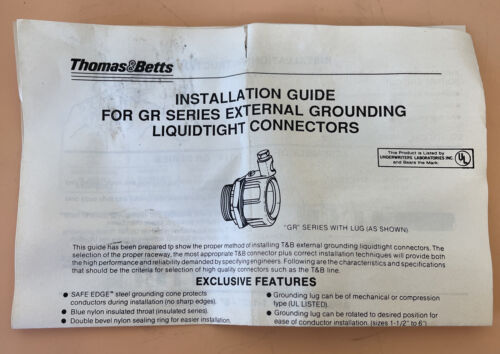 Thomas&Betts
INSTALLATION GUIDE
FOR GR SERIES EXTERNAL GROUNDING
LIQUIDTIGHT CONNECTORS
This Product is Listed by
UNDERWRITERS LABORATORIES INC.
and Bears the Mark:
UL
"GR" SERIES WITH LUG (AS SHOWN)
This guide has been prepared to show the proper method of installing T&B external grounding liquidtight connectors. The
selection of the proper raceway, the most appropriate T&B connector plus correct installation techniques will provide both
the high performance and reliability demanded by specifying engineers. Following are the characteristics and specifications
that should be the criteria for selection of high quality connectors such as the T&B line.
EXCLUSIVE FEATURES
● SAFE EDGE™ steel grounding cone protects
conductors during installation (no sharp edges).
● Blue nylon insulated throat (insulated series).
● Double bevel nylon sealing ring for easier installation.
● Grounding lug can be of mechanical or compression
type (UL LISTED).
● Grounding lug can be rotated to desired position for
ease of conductor installation. (sizes 1-1/2" to 6")